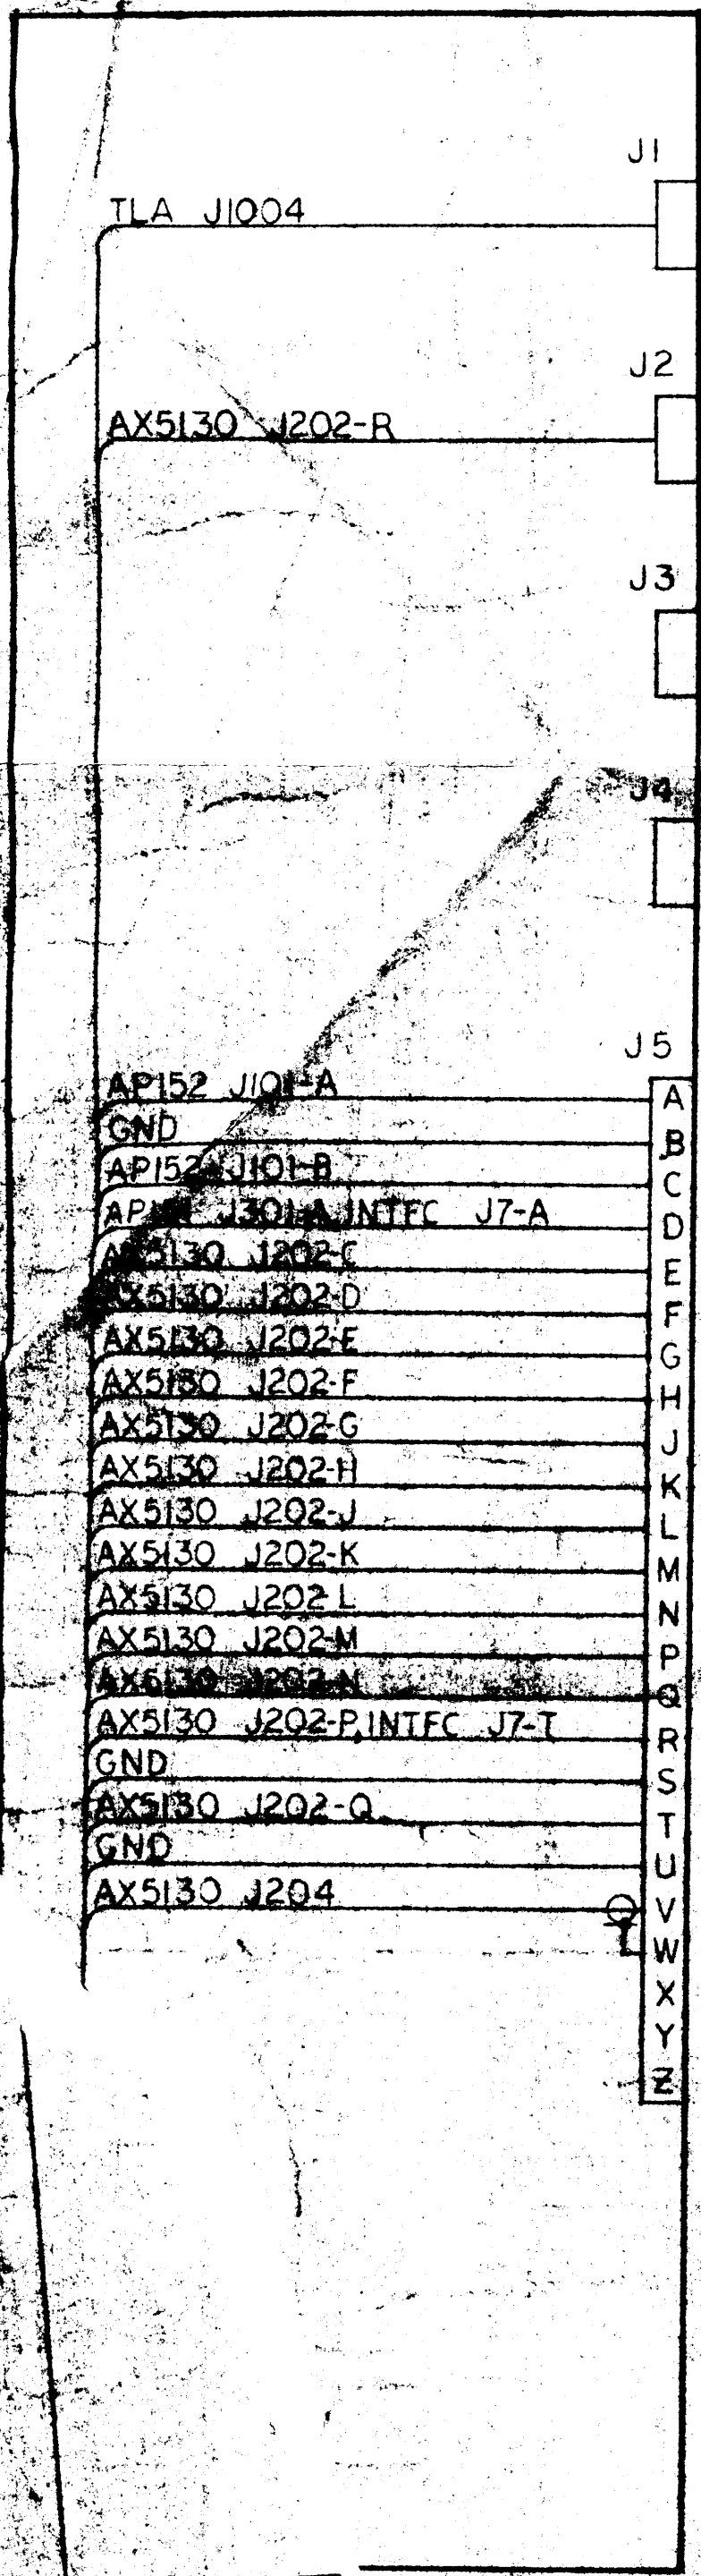 J1
TLA J1004
J2
AX5130 J202-R
J3
J4
J5
AP152 J101-A
A
GND
B
AP152 J101-B
C
J301-A, INTFC J7-A
D
AX5130 J202-C
E
AX5130 J202-D
F
AX5130 J202-E
G
AX5130 J202-F
H
AX5130 J202-G
J
AX5130 J202-H
K
AX5130 J202-J
L
AX5130 J202-K
M
AX5130 J202-L
N
AX5130 J202-M
P
AX5130 J202-N
Q
AX5130 J202-P, INTFC J7-T
R
GND
S
AX5130 J202-Q
T
GND
U
AX5130 J204
V
W
X
Y
Z